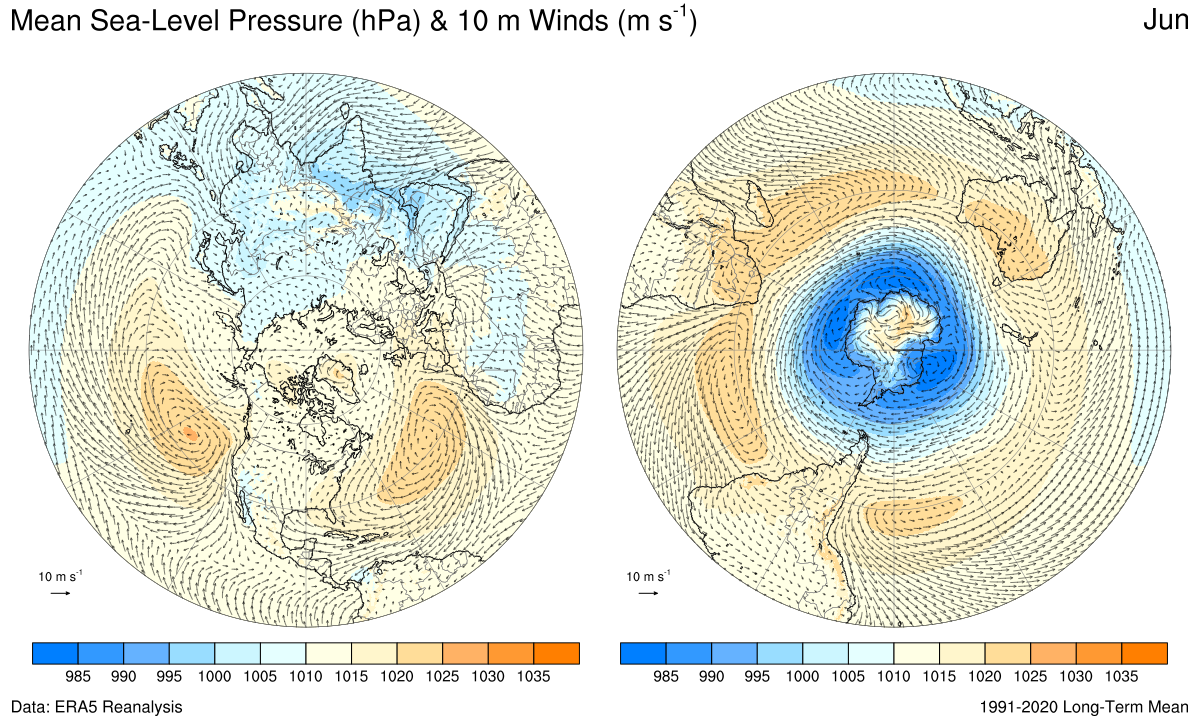 Mean Sea-Level Pressure (hPa) & 10 m Winds (m s⁻¹) Jun
10 m s⁻¹ 10 m s⁻¹
985 990 995 1000 1005 1010 1015 1020 1025 1030 1035 985 990 995 1000 1005 1010 1015 1020 1025 1030 1035
Data: ERA5 Reanalysis 1991-2020 Long-Term Mean